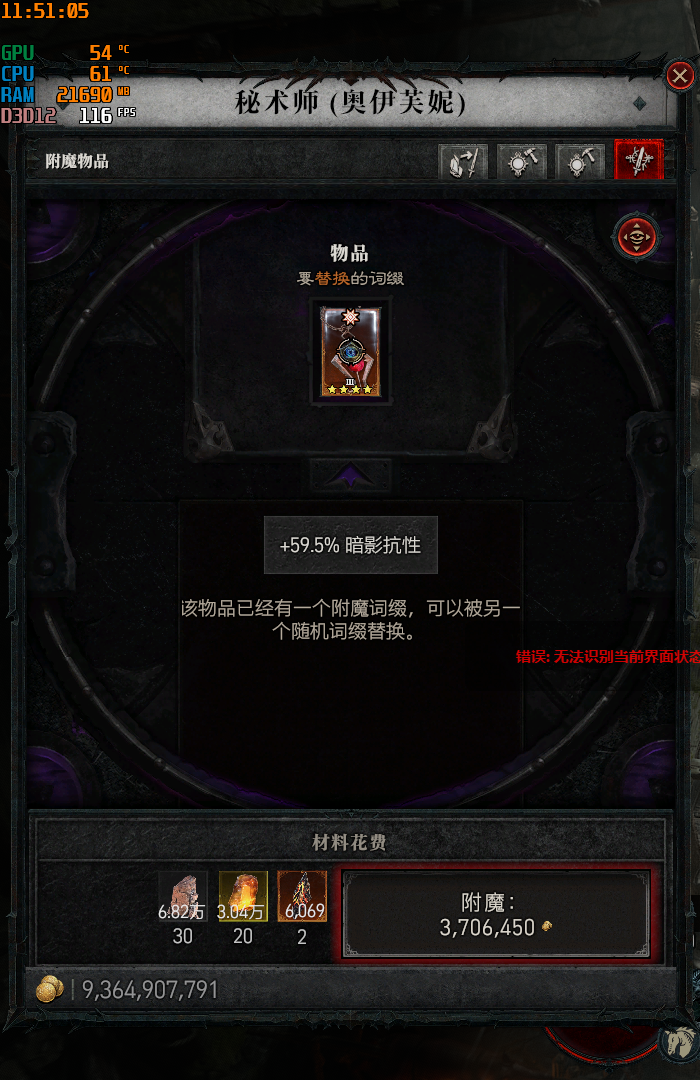 11:51:05
GPU 54 °C
CPU 61 °C
RAM 21690 MB
D3D12 116 FPS
秘术师 (奥伊芙妮)
附魔物品
物品
要替换的词缀
III
+59.5% 暗影抗性
该物品已经有一个附魔词缀，可以被另一
个随机词缀替换。
错误: 无法识别当前界面状态
材料花费
6.82万 3.04万 6,069
30 20 2
附魔：
3,706,450
9,364,907,791